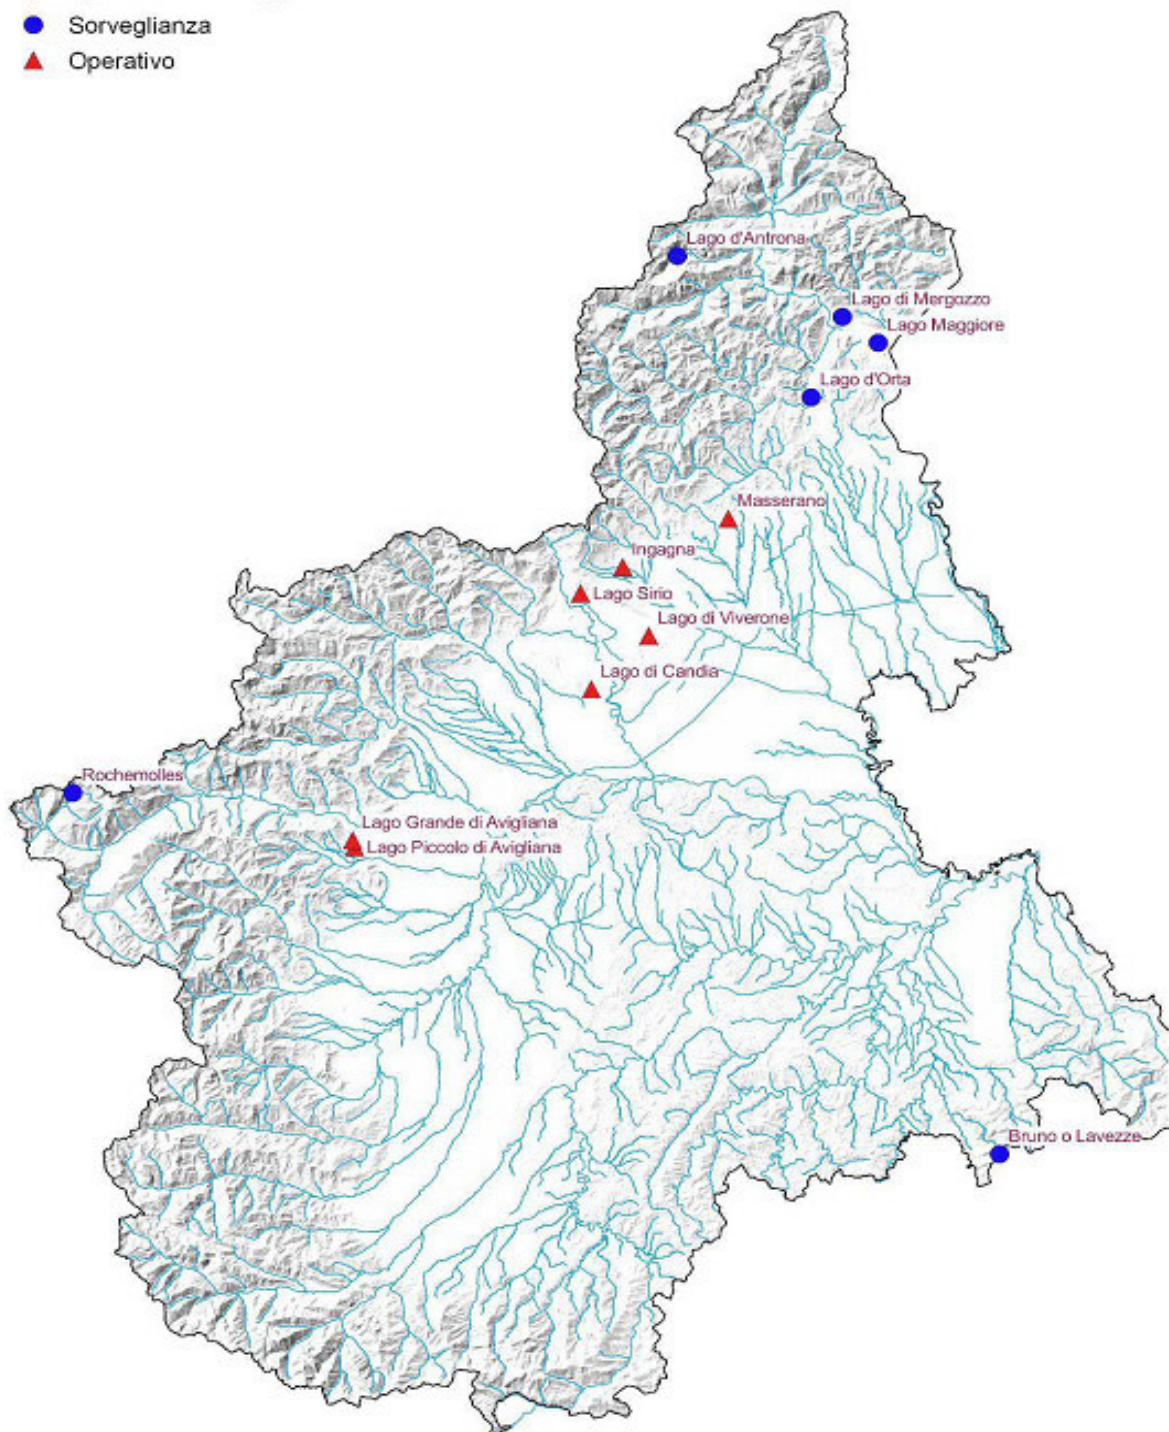 Sorveglianza
Operativo
Lago d'Antrona
Lago di Mergozzo
Lago Maggiore
Lago d'Orta
Masserano
Ingagna
Lago Sirio
Lago di Viverone
Lago di Candia
Rochemolles
Lago Grande di Avigliana
Lago Piccolo di Avigliana
Bruno o Lavezze